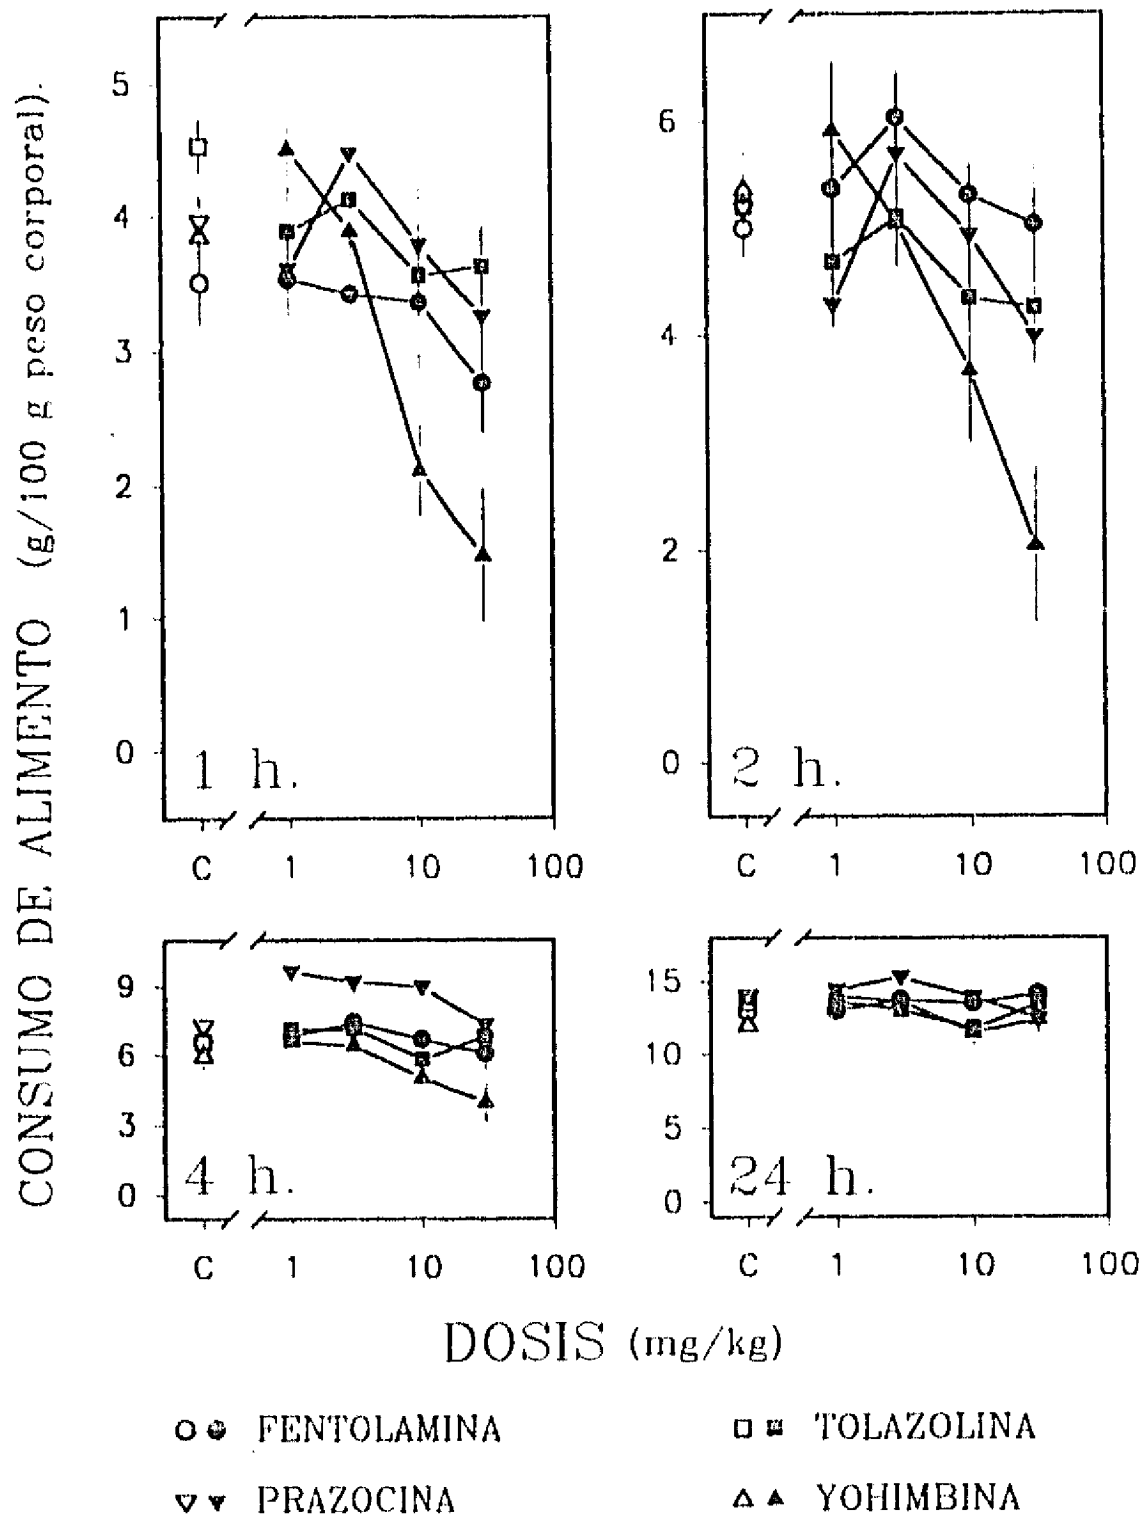 CONSUMO DE ALIMENTO (g/100 g peso corporal).
5
4
3
2
1
0
1 h.
C 1 10 100
6
4
2
0
2 h.
C 1 10 100
9
6
3
0
4 h.
C 1 10 100
15
10
5
0
24 h.
C 1 10 100
DOSIS (mg/kg)
FENTOLAMINA
TOLAZOLINA
PRAZOCINA
YOHIMBINA